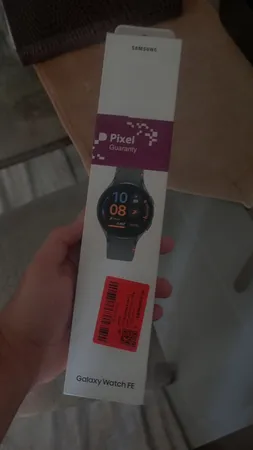 SAMSUNG
Pixel
Guaranty
10
08
Galaxy Watch FE